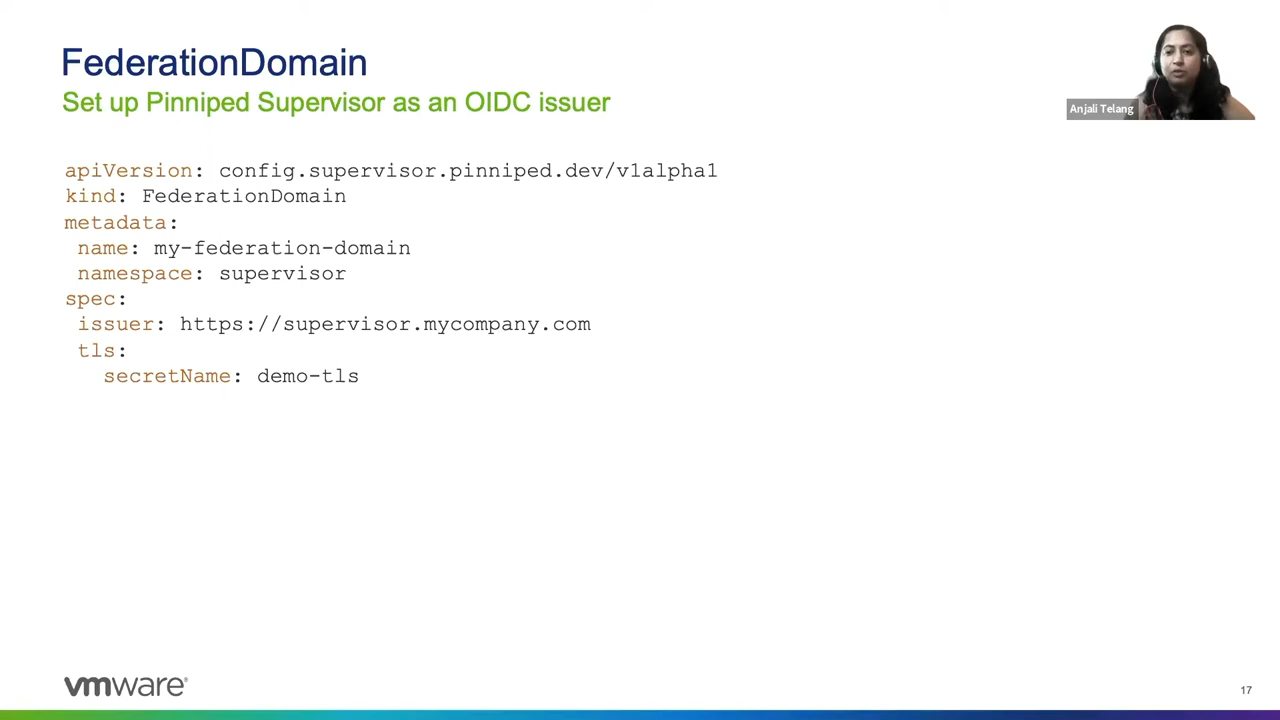 FederationDomain
Set up Pinniped Supervisor as an OIDC issuer
Anjali Telang
apiVersion: config.supervisor.pinniped.dev/v1alpha1
kind: FederationDomain
metadata:
 name: my-federation-domain
 namespace: supervisor
spec:
 issuer: https://supervisor.mycompany.com
 tls:
   secretName: demo-tls
vmware®
17